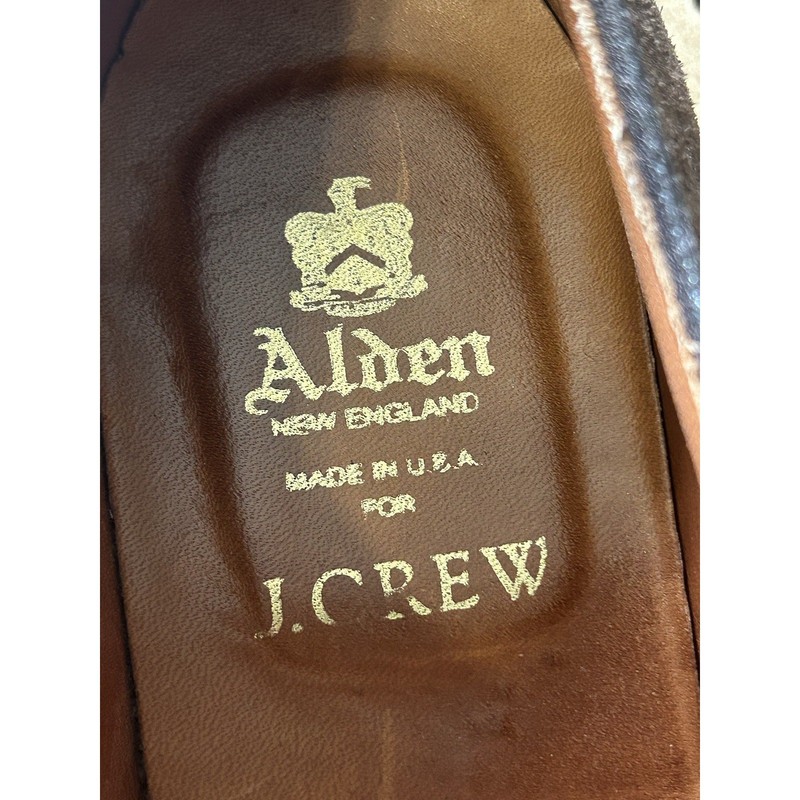 Alden
NEW ENGLAND
MADE IN U.S.A.
FOR
J.CREW